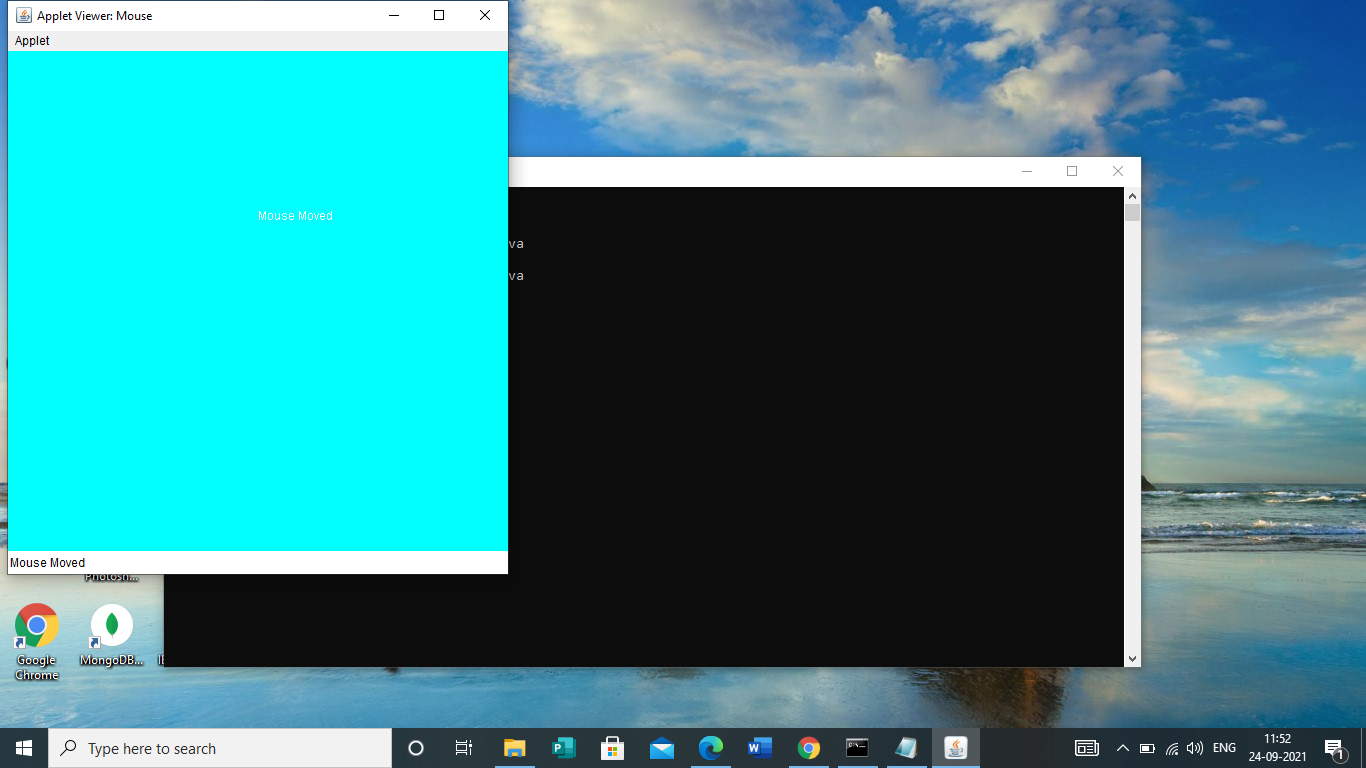 Applet Viewer: Mouse
Applet
Mouse Moved
va
va
Mouse Moved
Photosh...
Google
Chrome
MongoDB...
Type here to search
ENG
11:52
24-09-2021
1